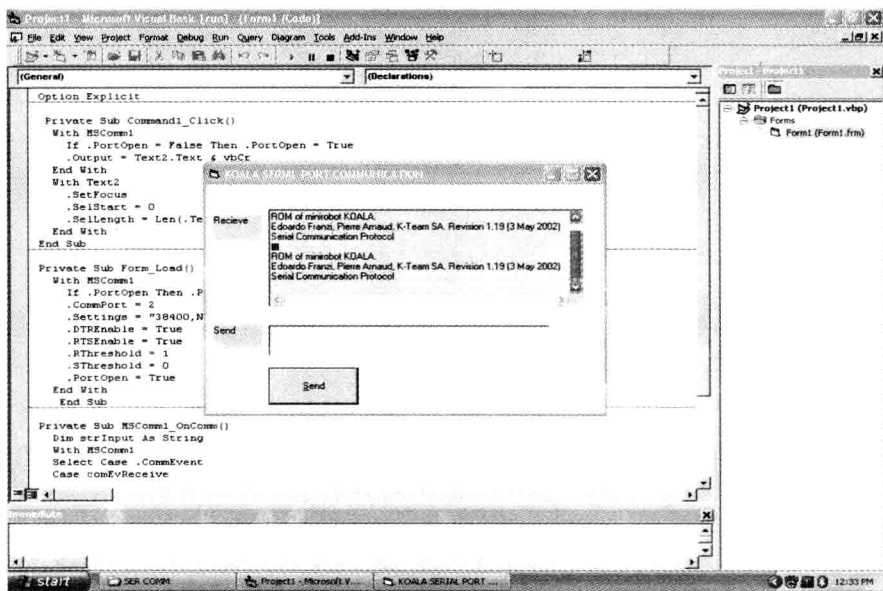 Project1 - Microsoft Visual Basic [run] - [Form1 (Code)]
File Edit View Project Format Debug Run Query Diagram Tools Add-Ins Window Help
(General)
(Declarations)
Option Explicit
Private Sub Command1_Click()
With MSComm1
If .PortOpen = False Then .PortOpen = True
.Output = Text2.Text & vbCr
End With
With Text2
.SetFocus
.SelStart = 0
.SelLength = Len(.Te
End With
End Sub
Private Sub Form_Load()
With MSComm1
If .PortOpen Then .P
.CommPort = 2
.Settings = "38400,N
.DTREnable = True
.RTSEnable = True
.RThreshold = 1
.SThreshold = 0
.PortOpen = True
End With
End Sub
Private Sub MSComm1_OnComm()
Dim strInput As String
With MSComm1
Select Case .CommEvent
Case comEvReceive
KOALA SERIAL PORT COMMUNICATION
Recieve
ROM of minirobot KOALA.
Edoardo Franzi, Pierre Arnaud, K-Team SA. Revision 1.19 (3 May 2002)
Serial Communication Protocol
ROM of minirobot KOALA.
Edoardo Franzi, Pierre Arnaud, K-Team SA. Revision 1.19 (3 May 2002)
Serial Communication Protocol
Send
Send
Project - Project1
Project1 (Project1.vbp)
Forms
Form1 (Form1.frm)
Immediate
start
SER COMM
Project1 - Microsoft V...
KOALA SERIAL PORT ...
12:33 PM